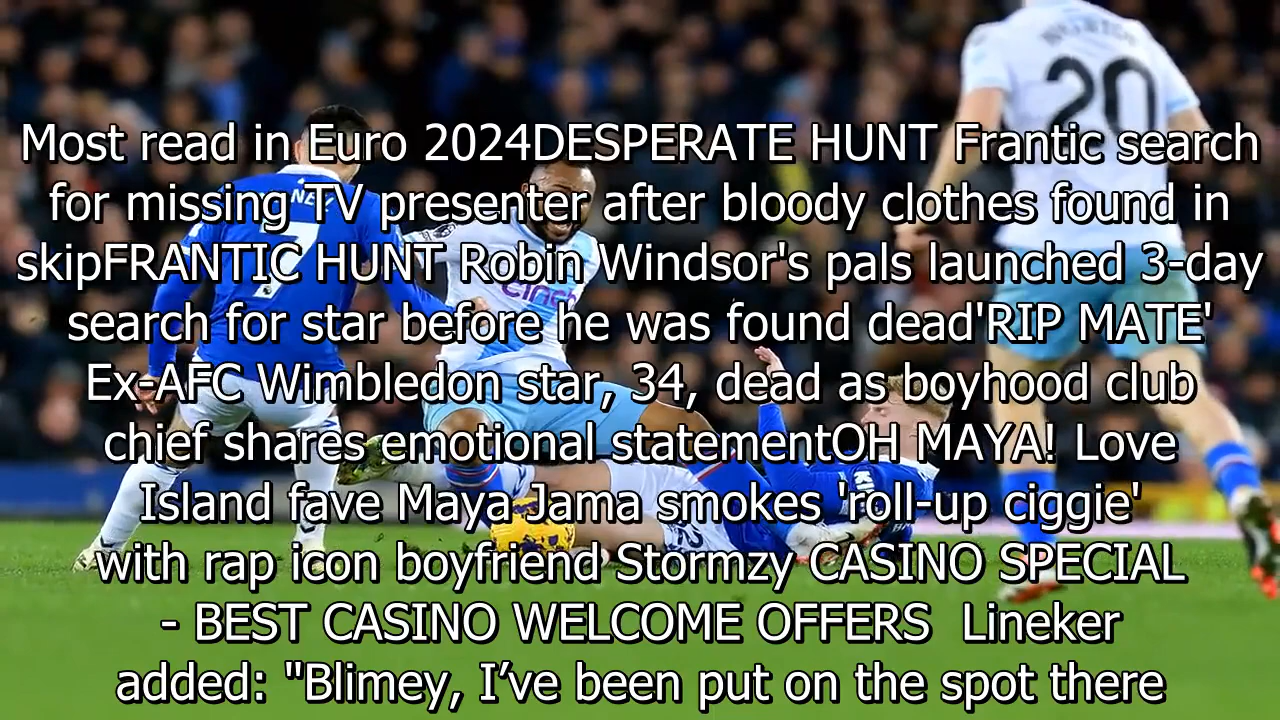 Most read in Euro 2024DESPERATE HUNT Frantic search
for missing TV presenter after bloody clothes found in
skipFRANTIC HUNT Robin Windsor's pals launched 3-day
search for star before he was found dead'RIP MATE'
Ex-AFC Wimbledon star, 34, dead as boyhood club
chief shares emotional statementOH MAYA! Love
Island fave Maya Jama smokes 'roll-up ciggie'
with rap icon boyfriend Stormzy CASINO SPECIAL
- BEST CASINO WELCOME OFFERS  Lineker
added: "Blimey, I’ve been put on the spot there
20
7